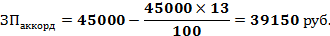 ЗПаккорд = 45000 − 45000 × 13 / 100 = 39150 руб.